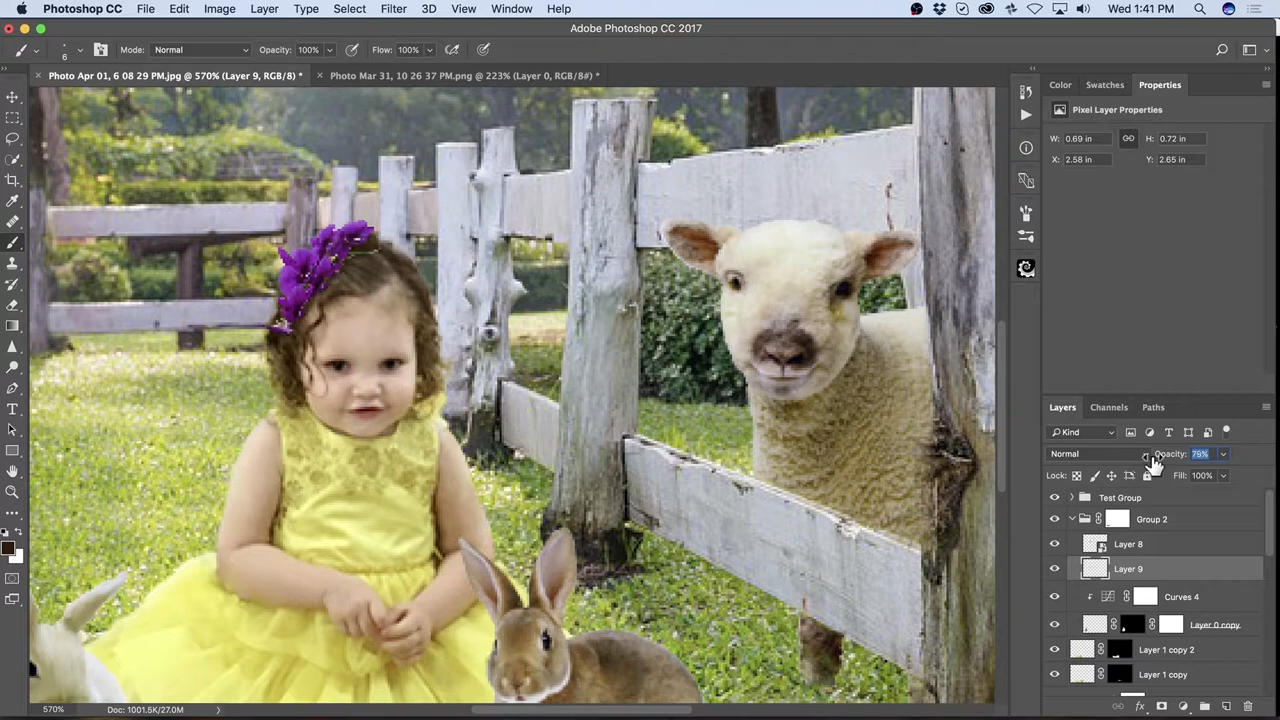 Photoshop CC File Edit Image Layer Type Select Filter 3D View Window Help Wed 1:41 PM
Adobe Photoshop CC 2017
6 Mode: Normal Opacity: 100% Flow: 100%
× Photo Apr 01, 6 08 29 PM.jpg @ 570% (Layer 9, RGB/8) * × Photo Mar 31, 10 26 37 PM.png @ 223% (Layer 0, RGB/8#) *
Color Swatches Properties
Pixel Layer Properties
W: 0.69 in H: 0.72 in
X: 2.58 in Y: 2.65 in
Layers Channels Paths
Kind
Normal Opacity: 79%
Lock: Fill: 100%
Test Group
Group 2
Layer 8
Layer 9
Curves 4
Layer 0 copy
Layer 1 copy 2
Layer 1 copy
570% Doc: 1001.5K/27.0M